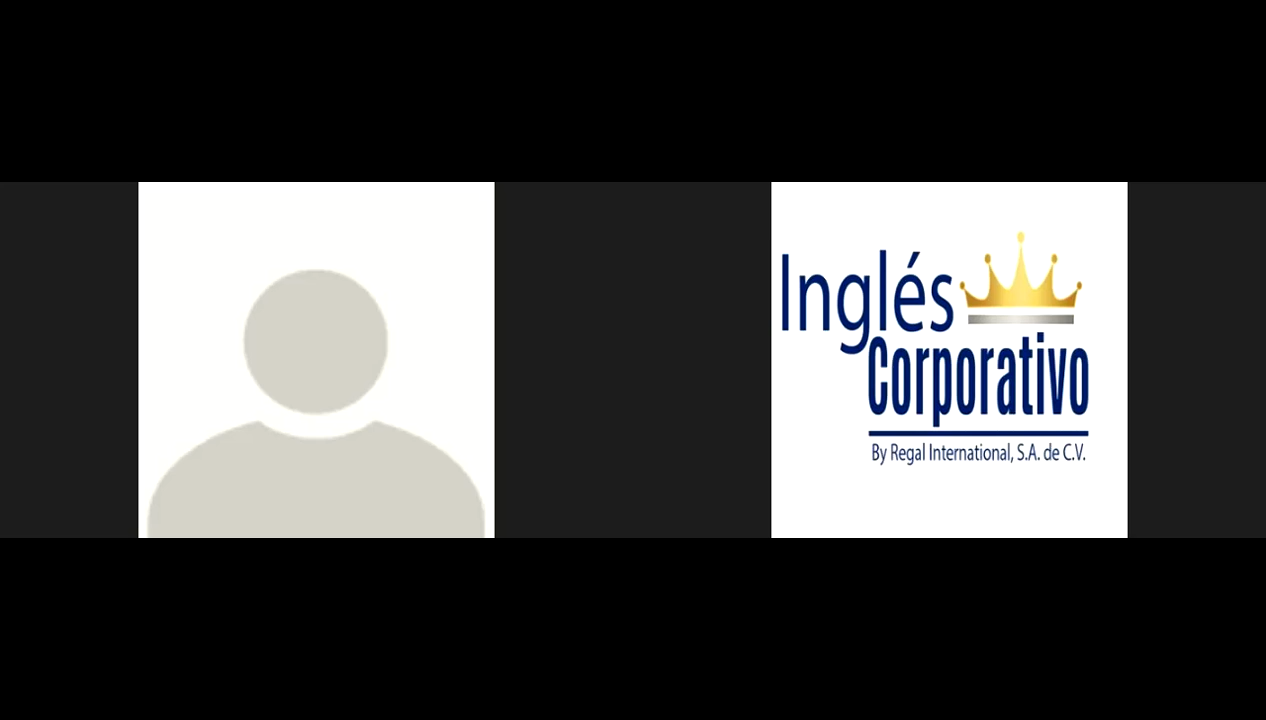 Inglés
Corporativo
By Regal International, S.A. de C.V.